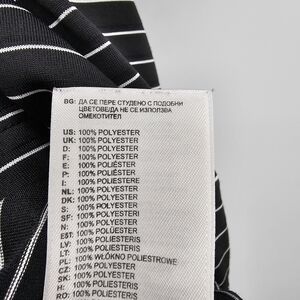 BG: ДА СЕ ПЕРЕ СТУДЕНО С ПОДОБНИ
ЦВЕТОВЕ/ДА НЕ СЕ ИЗПОЛЗВА
ОМЕКОТИТЕЛ
US: 100% POLYESTER
UK: 100% POLYESTER
D: 100% POLYESTER
F: 100% POLYESTER
E: 100% POLIÉSTER
P: 100% POLIÉSTER
I: 100% POLIESTERE
NL: 100% POLYESTER
DK: 100% POLYESTER
S: 100% POLYESTER
SF: 100% POLYESTERI
N: 100% POLYESTER
EST: 100% POLÜESTER
LV: 100% POLIESTERIS
LT: 100% POLIESTERIS
PL: 100% WŁÓKNO POLIESTROWE
CZ: 100% POLYESTER
SK: 100% POLYESTER
H: 100% POLIÉSZTER
RO: 100% POLIESTER